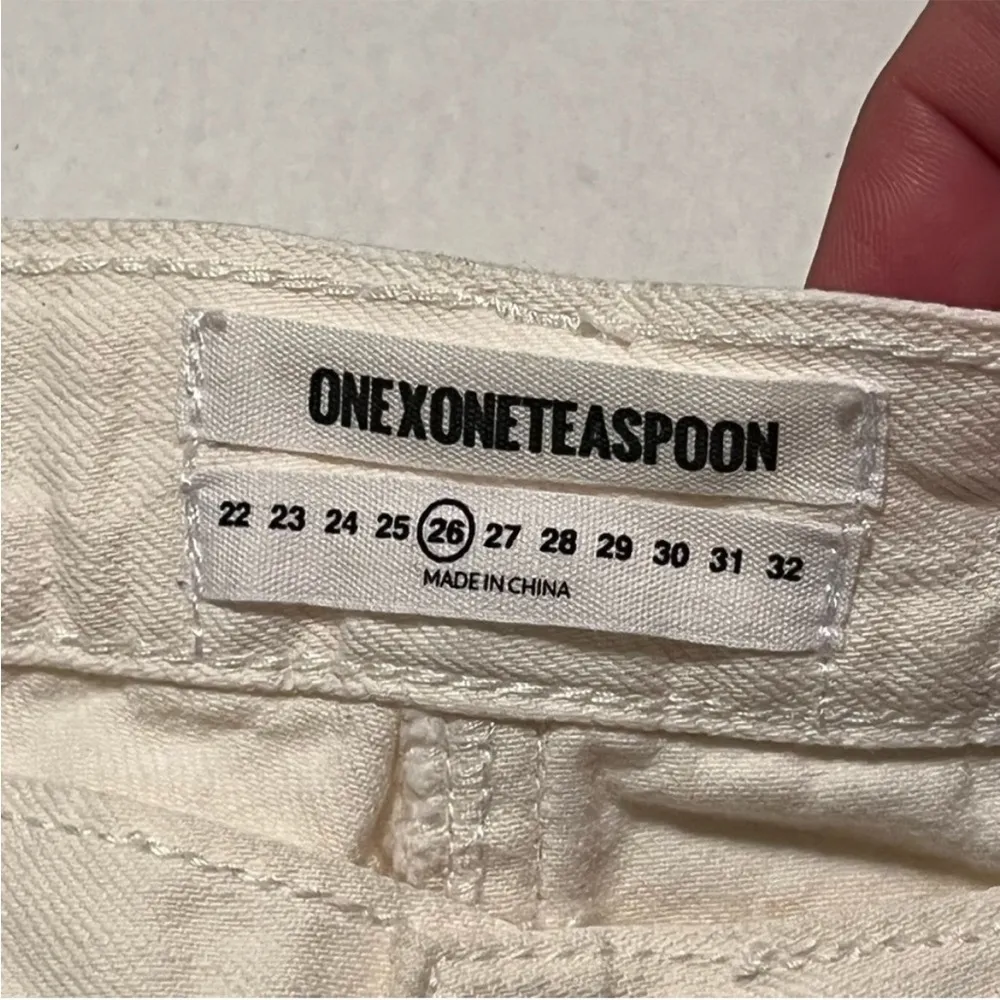 ONEXONETEASPOON
22 23 24 25 26 27 28 29 30 31 32
MADE IN CHINA